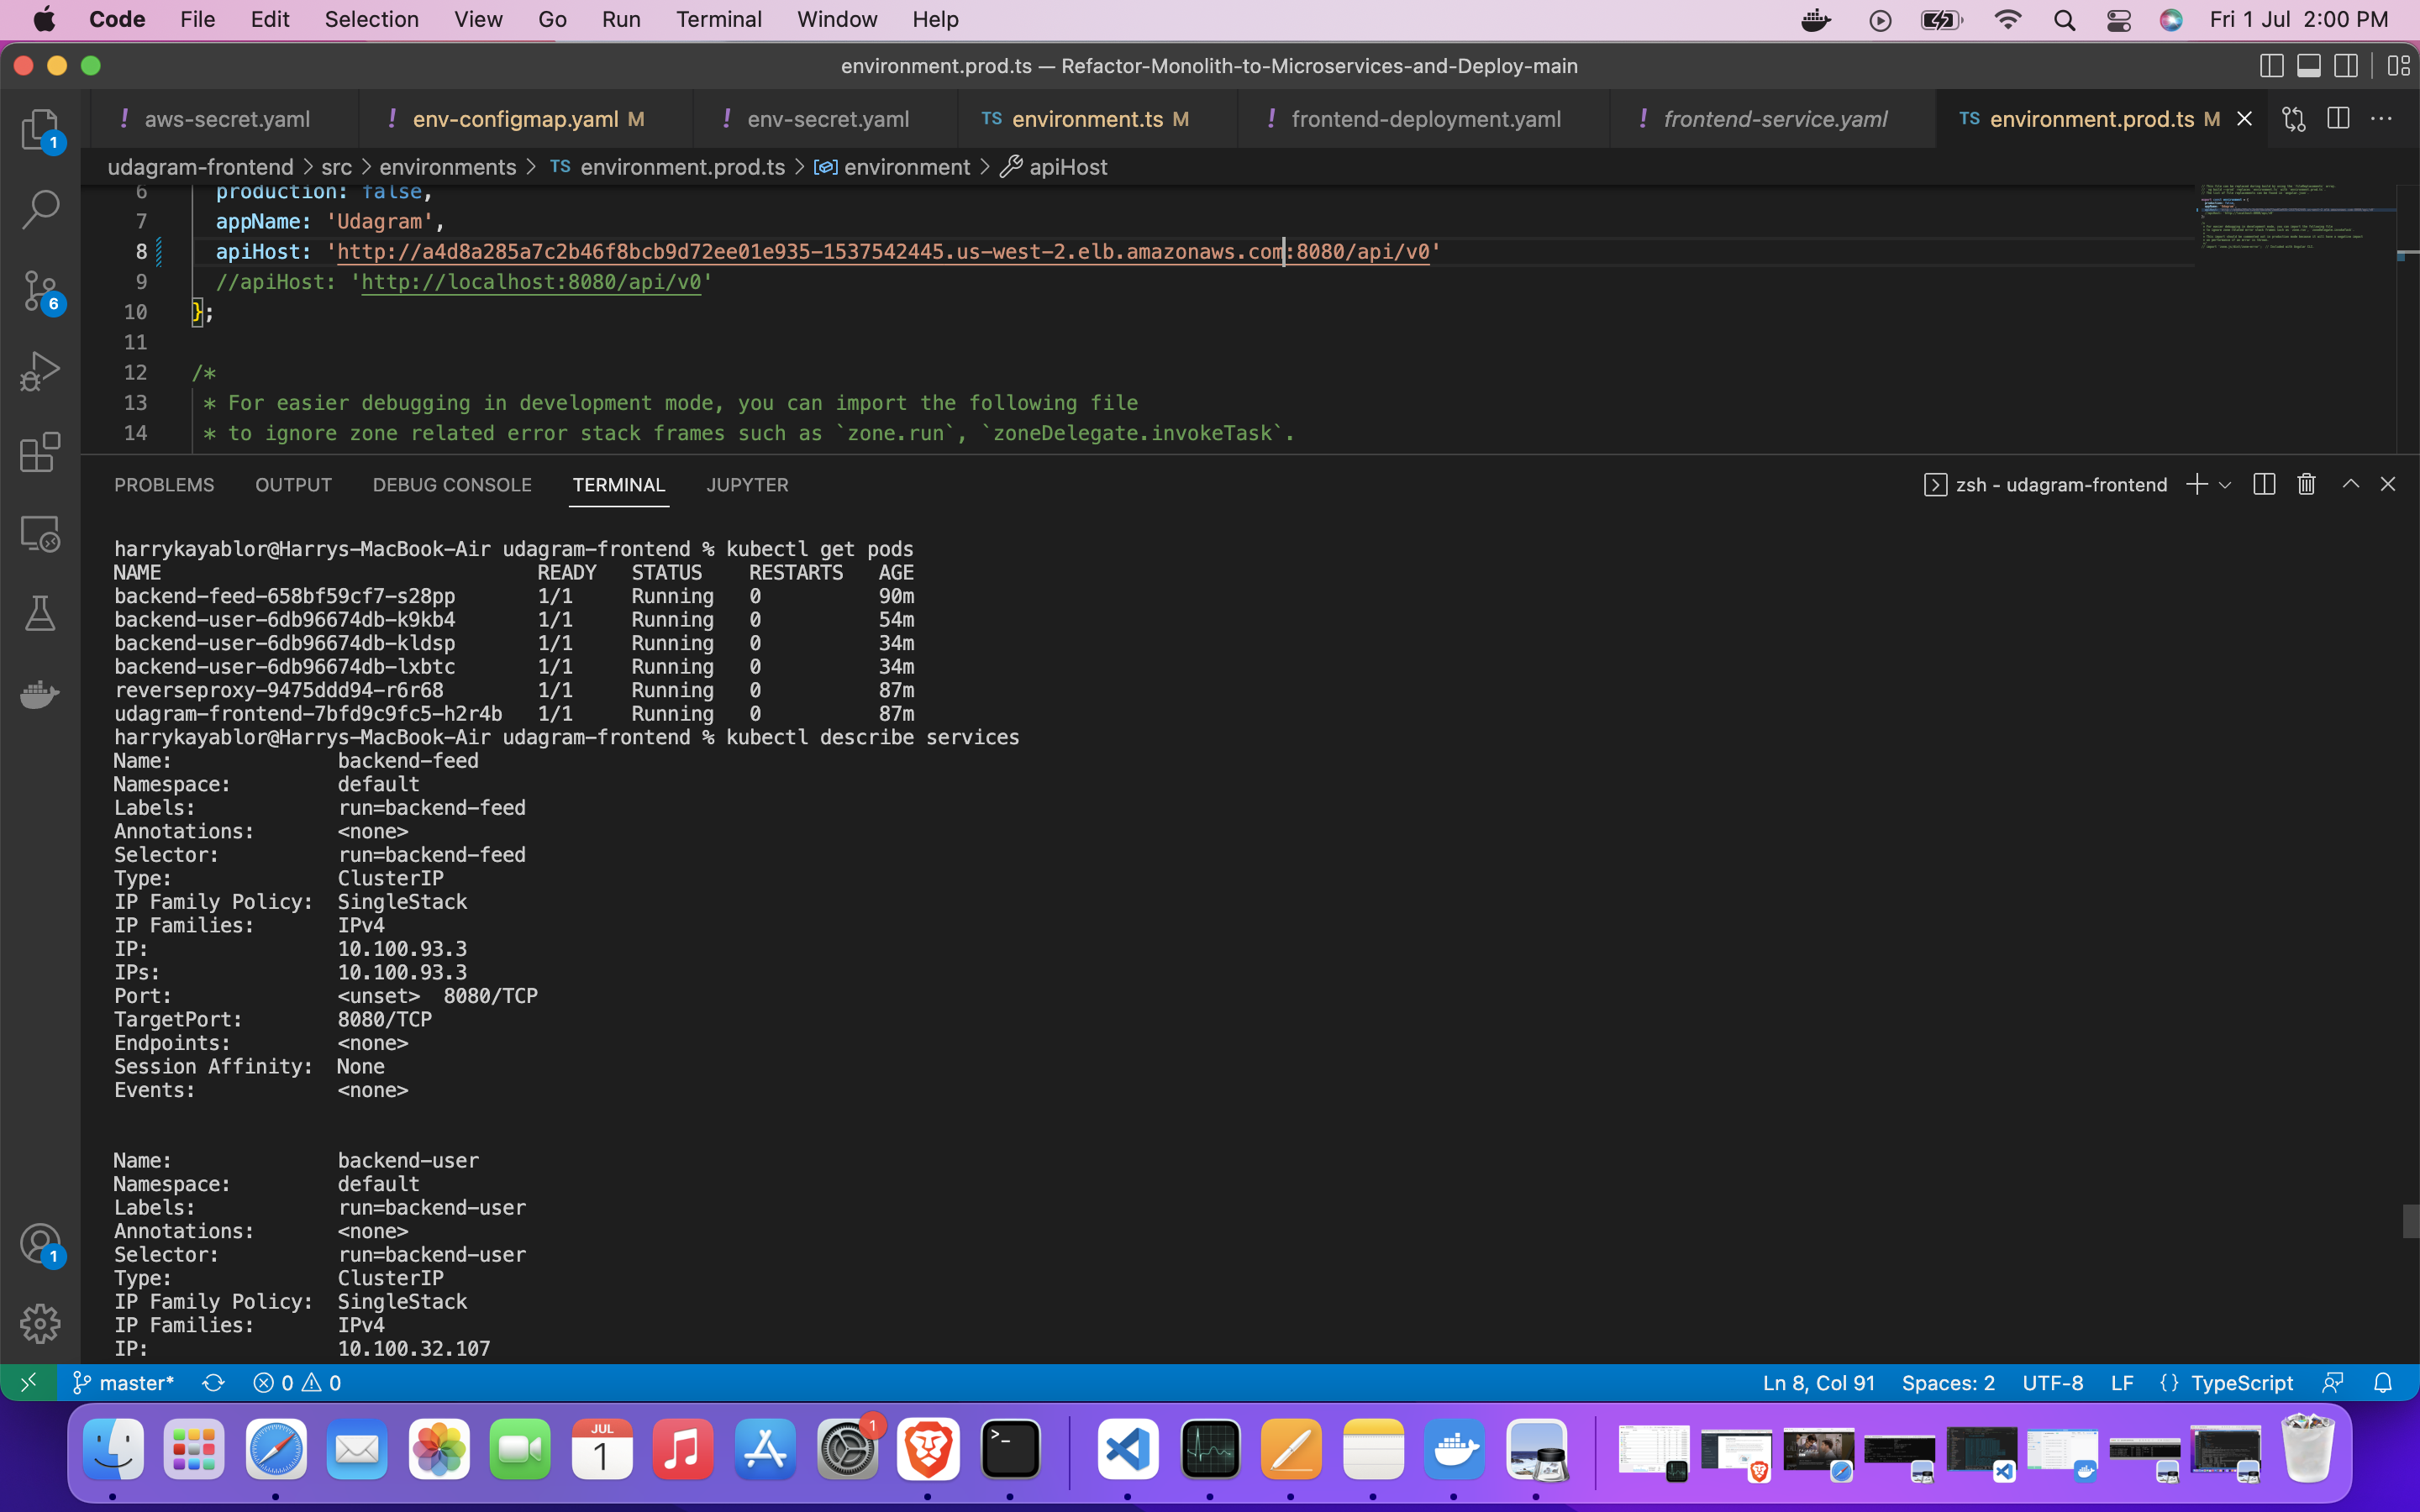 Code File Edit Selection View Go Run Terminal Window Help Fri 1 Jul 2:00 PM
environment.prod.ts — Refactor-Monolith-to-Microservices-and-Deploy-main
! aws-secret.yaml ! env-configmap.yaml M ! env-secret.yaml TS environment.ts M ! frontend-deployment.yaml ! frontend-service.yaml TS environment.prod.ts M
1
udagram-frontend > src > environments > TS environment.prod.ts > environment > apiHost
6 production: false,
7 appName: 'Udagram',
8 apiHost: 'http://a4d8a285a7c2b46f8bcb9d72ee01e935-1537542445.us-west-2.elb.amazonaws.com:8080/api/v0'
9 //apiHost: 'http://localhost:8080/api/v0'
10 };
11
12 /*
13 * For easier debugging in development mode, you can import the following file
14 * to ignore zone related error stack frames such as `zone.run`, `zoneDelegate.invokeTask`.
6
PROBLEMS OUTPUT DEBUG CONSOLE TERMINAL JUPYTER zsh - udagram-frontend
harrykayablor@Harrys-MacBook-Air udagram-frontend % kubectl get pods
NAME READY STATUS RESTARTS AGE
backend-feed-658bf59cf7-s28pp 1/1 Running 0 90m
backend-user-6db96674db-k9kb4 1/1 Running 0 54m
backend-user-6db96674db-kldsp 1/1 Running 0 34m
backend-user-6db96674db-lxbtc 1/1 Running 0 34m
reverseproxy-9475ddd94-r6r68 1/1 Running 0 87m
udagram-frontend-7bfd9c9fc5-h2r4b 1/1 Running 0 87m
harrykayablor@Harrys-MacBook-Air udagram-frontend % kubectl describe services
Name: backend-feed
Namespace: default
Labels: run=backend-feed
Annotations: <none>
Selector: run=backend-feed
Type: ClusterIP
IP Family Policy: SingleStack
IP Families: IPv4
IP: 10.100.93.3
IPs: 10.100.93.3
Port: <unset> 8080/TCP
TargetPort: 8080/TCP
Endpoints: <none>
Session Affinity: None
Events: <none>
Name: backend-user
Namespace: default
Labels: run=backend-user
Annotations: <none>
Selector: run=backend-user
Type: ClusterIP
IP Family Policy: SingleStack
IP Families: IPv4
IP: 10.100.32.107
1
master* 0 0 Ln 8, Col 91 Spaces: 2 UTF-8 LF {} TypeScript
JUL
1
1